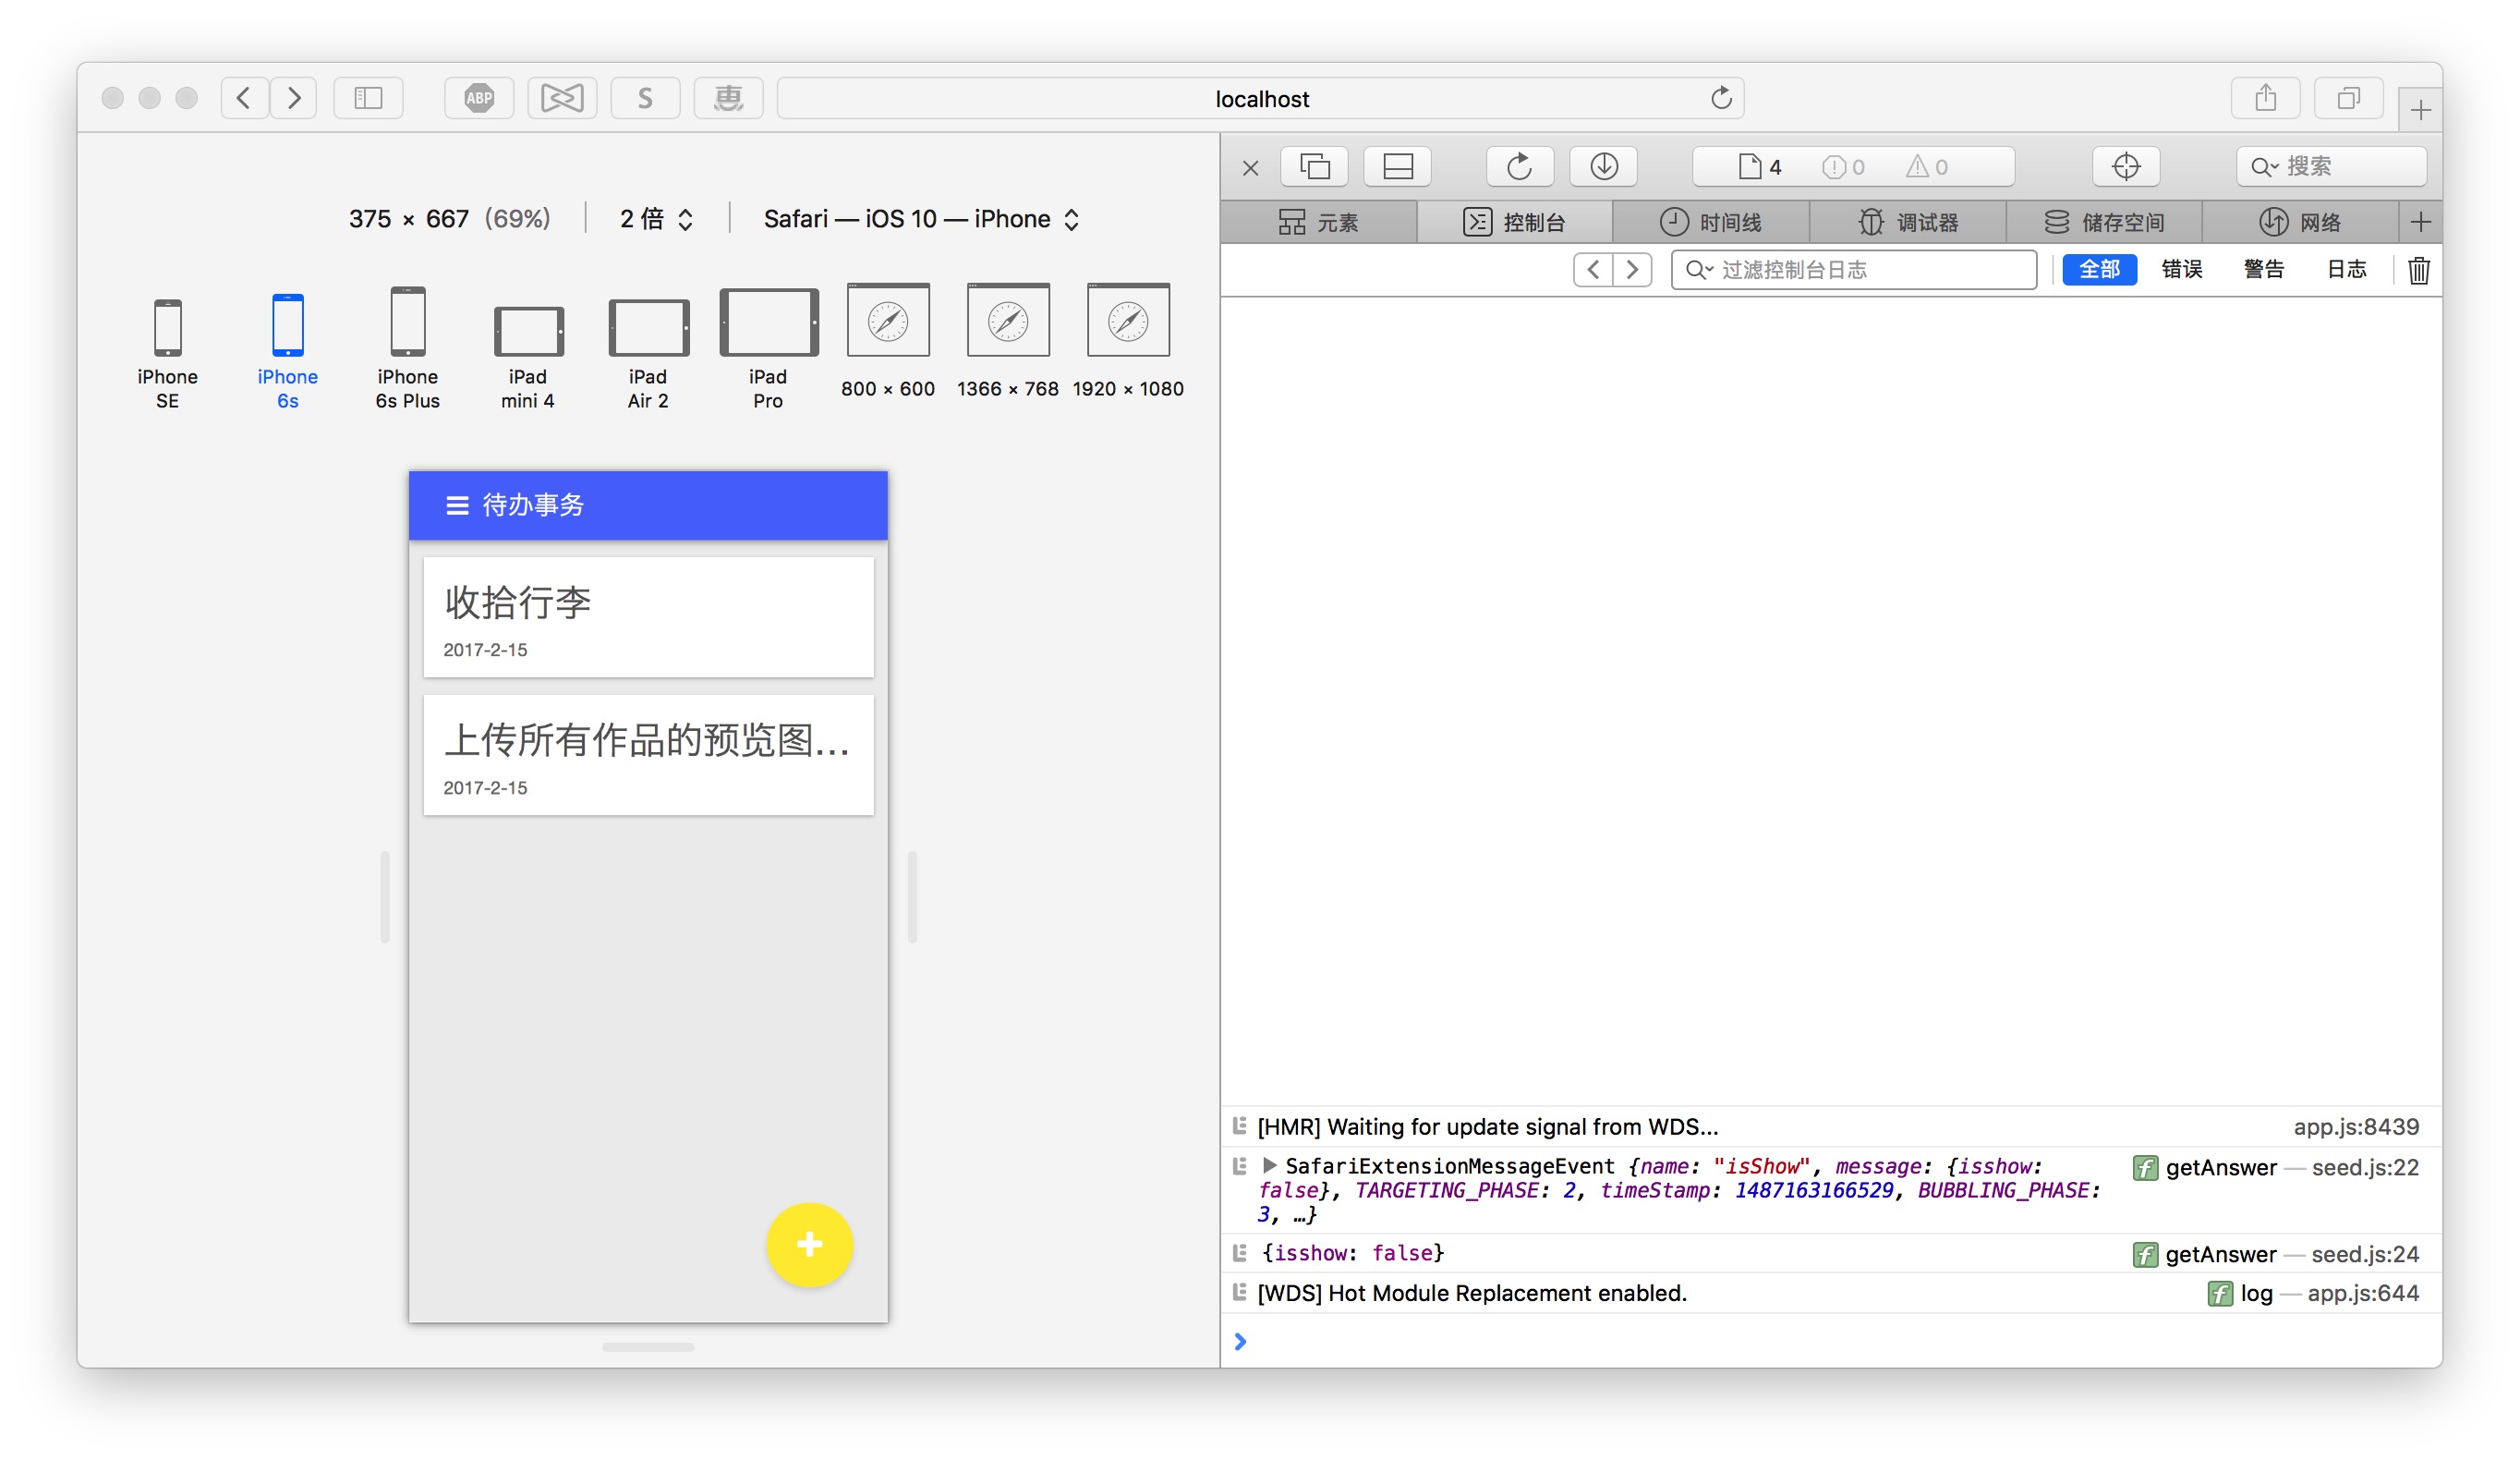 ABP
S
惠
localhost
375 × 667 (69%)
2 倍
Safari — iOS 10 — iPhone
iPhone
SE
iPhone
6s
iPhone
6s Plus
iPad
mini 4
iPad
Air 2
iPad
Pro
800 × 600
1366 × 768
1920 × 1080
待办事务
收拾行李
2017-2-15
上传所有作品的预览图...
2017-2-15
4
0
0
搜索
元素
控制台
时间线
调试器
储存空间
网络
过滤控制台日志
全部
错误
警告
日志
[HMR] Waiting for update signal from WDS...
app.js:8439
SafariExtensionMessageEvent {name: "isShow", message: {isshow:
false}, TARGETING_PHASE: 2, timeStamp: 1487163166529, BUBBLING_PHASE:
3, …}
f getAnswer — seed.js:22
{isshow: false}
f getAnswer — seed.js:24
[WDS] Hot Module Replacement enabled.
f log — app.js:644